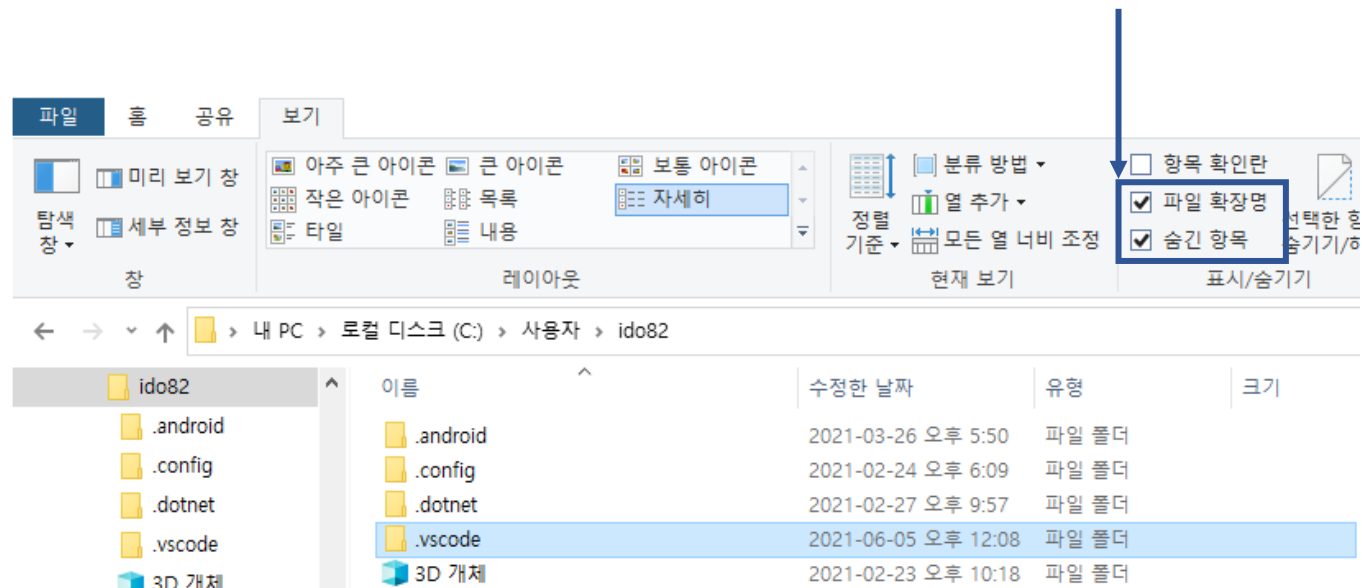 파일 홈 공유 보기
미리 보기 창 아주 큰 아이콘 큰 아이콘 보통 아이콘 분류 방법 항목 확인란
작은 아이콘 목록 자세히 열 추가 파일 확장명
탐색 창 세부 정보 창 타일 내용 정렬 기준 모든 열 너비 조정 숨긴 항목
창 레이아웃 현재 보기 표시/숨기기
내 PC > 로컬 디스크 (C:) > 사용자 > ido82
ido82 이름 수정한 날짜 유형 크기
.android .android 2021-03-26 오후 5:50 파일 폴더
.config .config 2021-02-24 오후 6:09 파일 폴더
.dotnet .dotnet 2021-02-27 오후 9:57 파일 폴더
.vscode .vscode 2021-06-05 오후 12:08 파일 폴더
3D 개체 3D 개체 2021-02-23 오후 10:18 파일 폴더